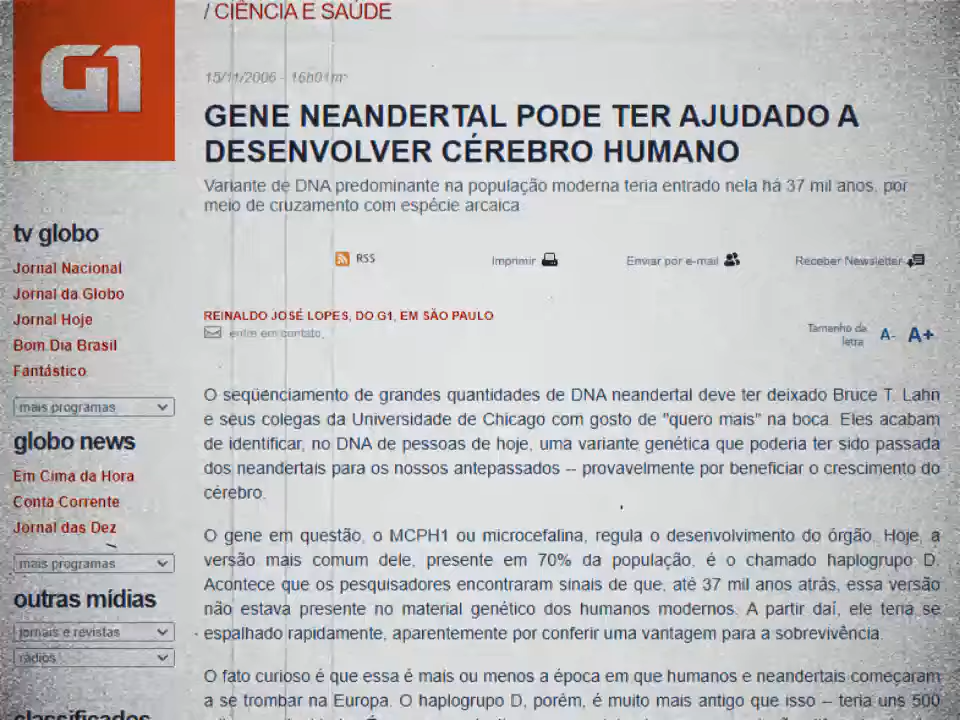 / CIÊNCIA E SAÚDE
G1
15/11/2006 - 16h01m
GENE NEANDERTAL PODE TER AJUDADO A
DESENVOLVER CÉREBRO HUMANO
Variante de DNA predominante na população moderna teria entrado nela há 37 mil anos, por
meio de cruzamento com espécie arcaica
RSS
Imprimir
Enviar por e-mail
Receber Newsletter
REINALDO JOSÉ LOPES, DO G1, EM SÃO PAULO
entre em contato
Tamanho da
letra
A- A+
tv globo
Jornal Nacional
Jornal da Globo
Jornal Hoje
Bom Dia Brasil
Fantástico
mais programas
globo news
Em Cima da Hora
Conta Corrente
Jornal das Dez
mais programas
outras mídias
jornais e revistas
rádios
classificados
O seqüenciamento de grandes quantidades de DNA neandertal deve ter deixado Bruce T. Lahn
e seus colegas da Universidade de Chicago com gosto de "quero mais" na boca. Eles acabam
de identificar, no DNA de pessoas de hoje, uma variante genética que poderia ter sido passada
dos neandertais para os nossos antepassados -- provavelmente por beneficiar o crescimento do
cérebro.
O gene em questão, o MCPH1 ou microcefalina, regula o desenvolvimento do órgão. Hoje, a
versão mais comum dele, presente em 70% da população, é o chamado haplogrupo D.
Acontece que os pesquisadores encontraram sinais de que, até 37 mil anos atrás, essa versão
não estava presente no material genético dos humanos modernos. A partir daí, ele teria se
espalhado rapidamente, aparentemente por conferir uma vantagem para a sobrevivência.
O fato curioso é que essa é mais ou menos a época em que humanos e neandertais começaram
a se trombar na Europa. O haplogrupo D, porém, é muito mais antigo que isso -- teria uns 500